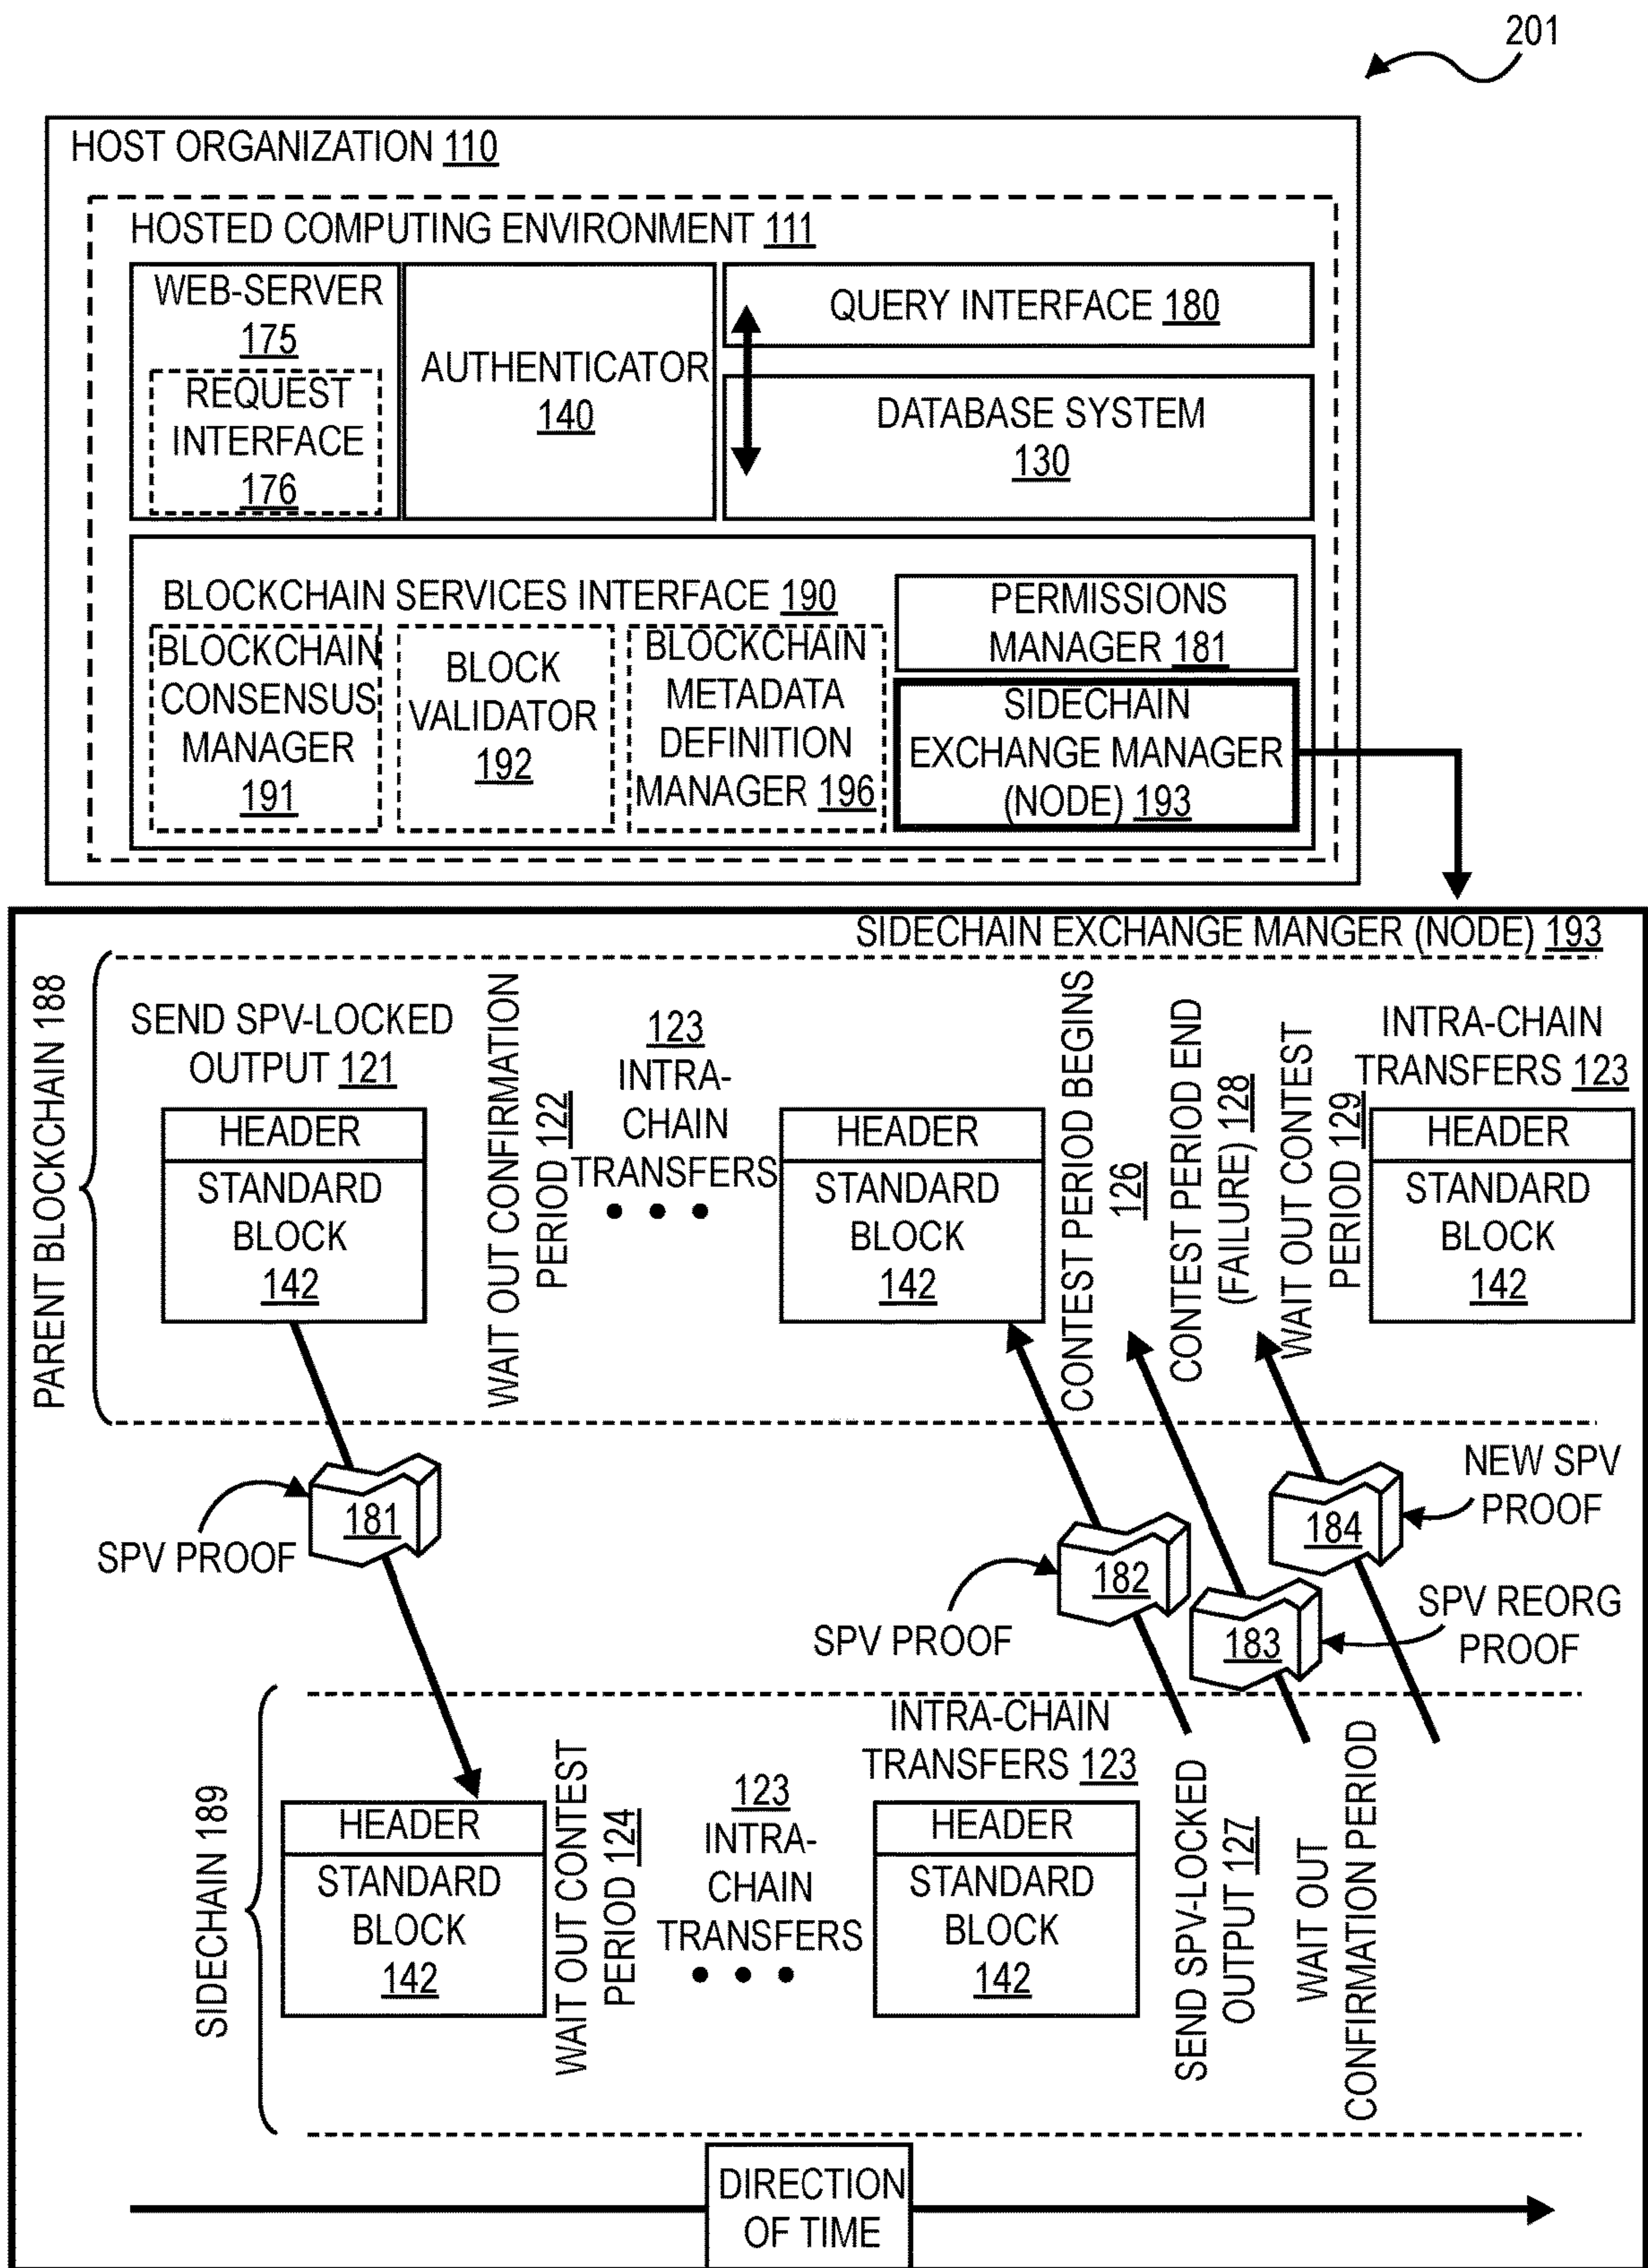 201
HOST ORGANIZATION 110
HOSTED COMPUTING ENVIRONMENT 111
WEB-SERVER
175
REQUEST
INTERFACE
176
AUTHENTICATOR
140
QUERY INTERFACE 180
DATABASE SYSTEM
130
BLOCKCHAIN SERVICES INTERFACE 190
BLOCKCHAIN
CONSENSUS
MANAGER
191
BLOCK
VALIDATOR
192
BLOCKCHAIN
METADATA
DEFINITION
MANAGER 196
PERMISSIONS
MANAGER 181
SIDECHAIN
EXCHANGE MANAGER
(NODE) 193
SIDECHAIN EXCHANGE MANGER (NODE) 193
PARENT BLOCKCHAIN 188
SEND SPV-LOCKED
OUTPUT 121
HEADER
STANDARD
BLOCK
142
WAIT OUT CONFIRMATION
PERIOD 122
123
INTRA-
CHAIN
TRANSFERS
HEADER
STANDARD
BLOCK
142
CONTEST PERIOD BEGINS
126
CONTEST PERIOD END
(FAILURE) 128
WAIT OUT CONTEST
PERIOD 129
INTRA-CHAIN
TRANSFERS 123
HEADER
STANDARD
BLOCK
142
SPV PROOF
181
SPV PROOF
182
183
SPV REORG
PROOF
184
NEW SPV
PROOF
SIDECHAIN 189
HEADER
STANDARD
BLOCK
142
WAIT OUT CONTEST
PERIOD 124
123
INTRA-
CHAIN
TRANSFERS
INTRA-CHAIN
TRANSFERS 123
HEADER
STANDARD
BLOCK
142
SEND SPV-LOCKED
OUTPUT 127
WAIT OUT
CONFIRMATION PERIOD
DIRECTION
OF TIME